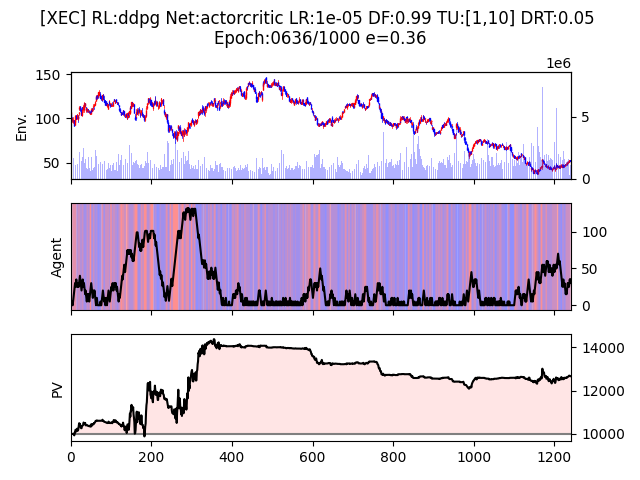 [XEC] RL:ddpg Net:actorcritic LR:1e-05 DF:0.99 TU:[1,10] DRT:0.05
Epoch:0636/1000 e=0.36
1e6
150
100
50
Env.
5
0
Agent
100
50
0
PV
14000
12000
10000
0 200 400 600 800 1000 1200